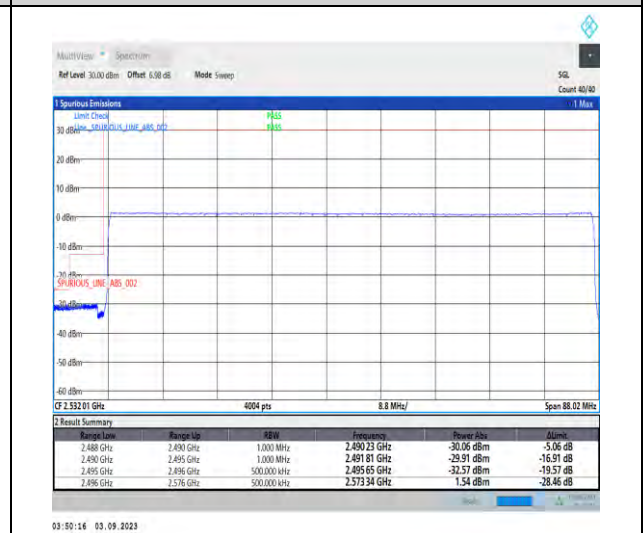 MultiView Spectrum
Ref Level 30.00 dBm Offset 6.98 dB Mode Sweep SGL
Count 40/40
1 Spurious Emissions 1 Max
Limit Check PASS
30 dBm Line _SPURIOUS_LINE_ABS_002 PASS
20 dBm
10 dBm
0 dBm
-10 dBm
-20 dBm
SPURIOUS_LINE_ABS_002
-30 dBm
-40 dBm
-50 dBm
-60 dBm
CF 2.532 01 GHz 4004 pts 8.8 MHz/ Span 88.02 MHz
2 Result Summary
Range Low Range Up RBW Frequency Power Abs ΔLimit
2.488 GHz 2.490 GHz 1.000 MHz 2.490 23 GHz -30.06 dBm -5.06 dB
2.490 GHz 2.495 GHz 1.000 MHz 2.491 81 GHz -29.91 dBm -16.91 dB
2.495 GHz 2.496 GHz 500.000 kHz 2.495 65 GHz -32.57 dBm -19.57 dB
2.496 GHz 2.576 GHz 500.000 kHz 2.573 34 GHz 1.54 dBm -28.46 dB
03:50:16 03.09.2023